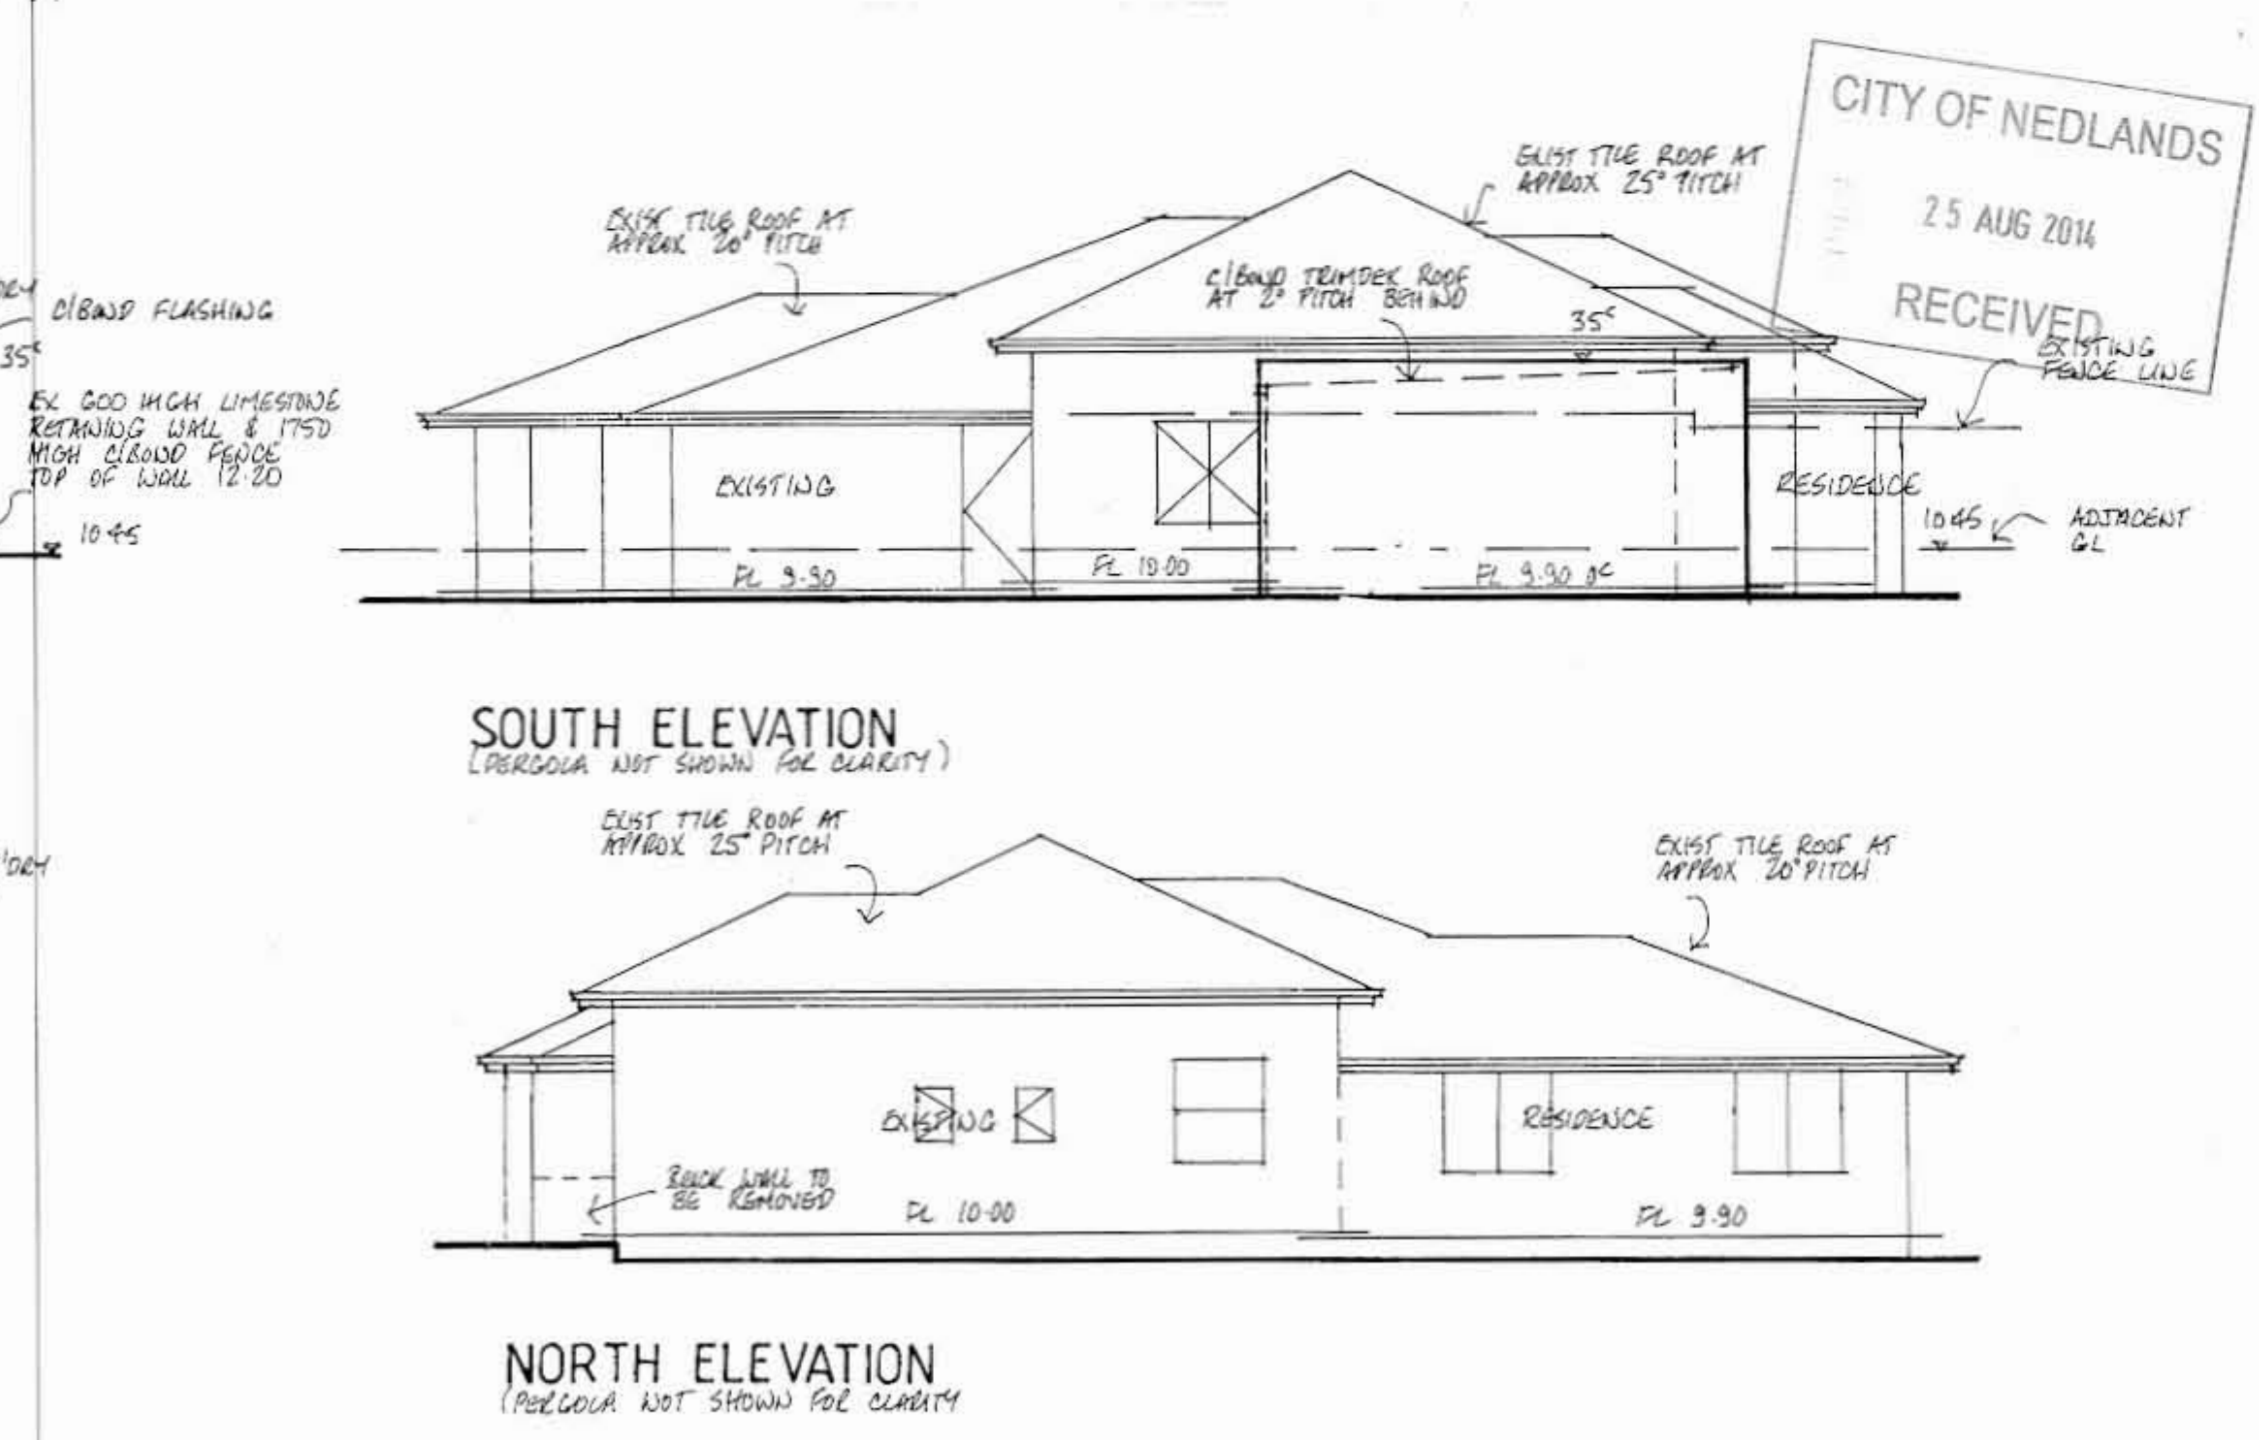 CITY OF NEDLANDS
25 AUG 2014
RECEIVED
EXIST TILE ROOF AT
APPROX 25° PITCH
EXIST TILE ROOF AT
APPROX 20° PITCH
C/BOND TRIMDEK ROOF
AT 2° PITCH BEHIND
35c
C/BOND FLASHING
35c
EX 600 HIGH LIMESTONE
RETAINING WALL & 1750
HIGH C/BOND FENCE
TOP OF WALL 12.20
10.45
EXISTING
FENCE LINE
EXISTING
RESIDENCE
10.45
ADJACENT
GL
FL 9.90
FL 10.00
FL 9.90 0c
SOUTH ELEVATION
(PERGOLA NOT SHOWN FOR CLARITY)
EXIST TILE ROOF AT
APPROX 25° PITCH
EXIST TILE ROOF AT
APPROX 20° PITCH
EXISTING
RESIDENCE
BRICK WALL TO
BE REMOVED
FL 10.00
FL 9.90
NORTH ELEVATION
(PERGOLA NOT SHOWN FOR CLARITY